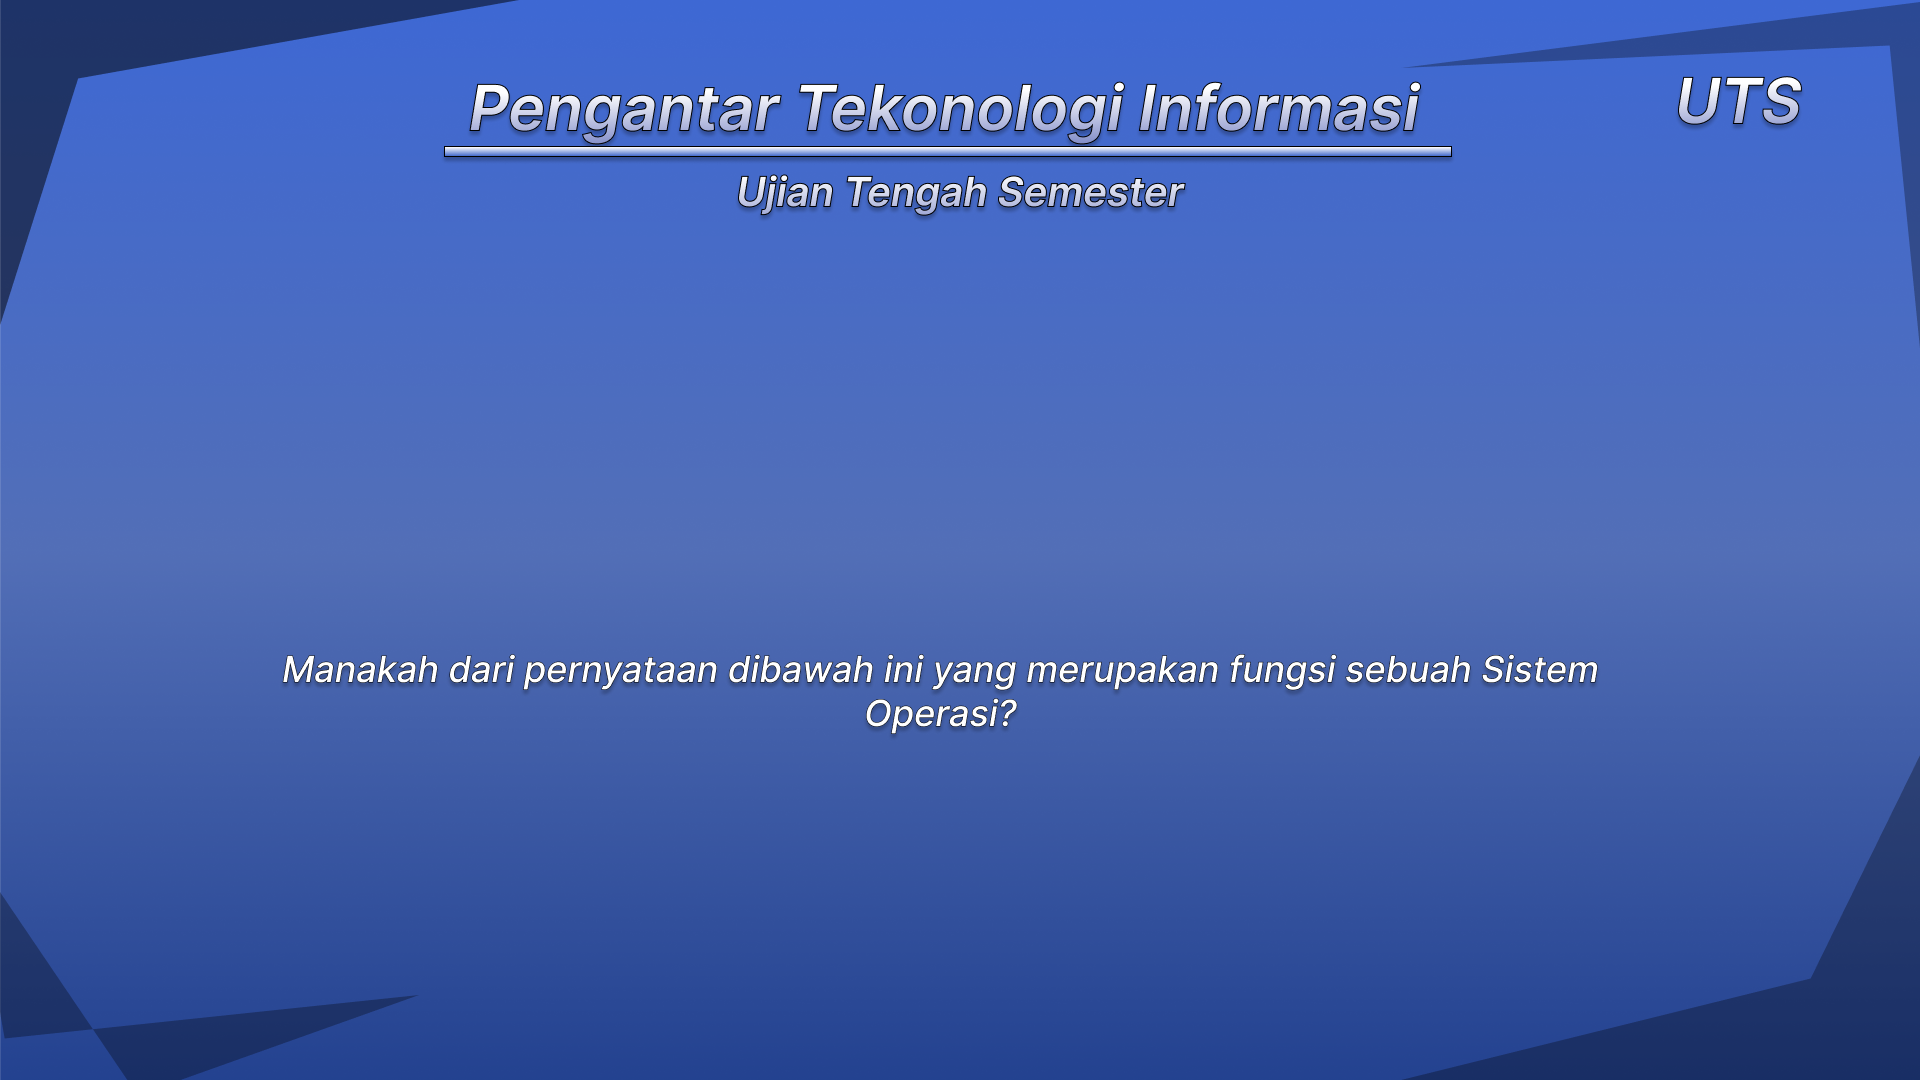 Pengantar Tekonologi Informasi
UTS
Ujian Tengah Semester
Manakah dari pernyataan dibawah ini yang merupakan fungsi sebuah Sistem
Operasi?